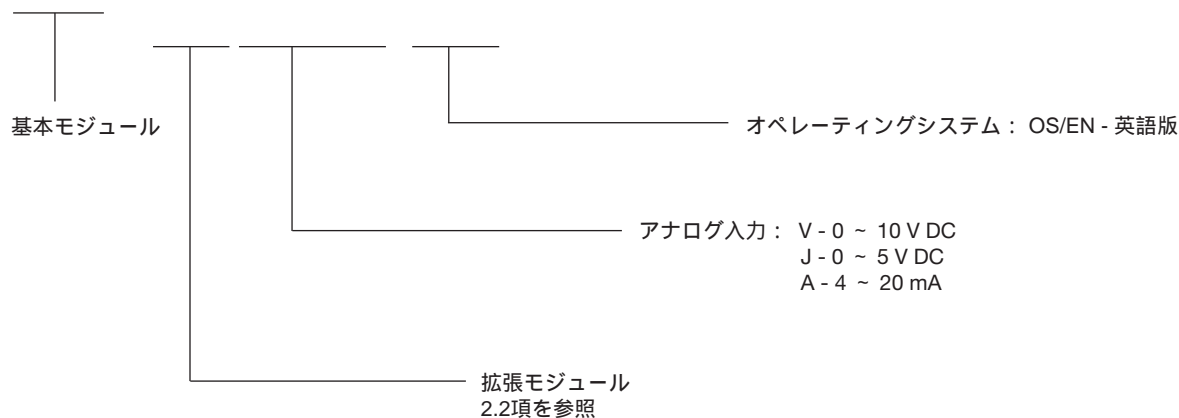 基本モジュール
オペレーティングシステム： OS/EN - 英語版
アナログ入力： V - 0 ~ 10 V DC
J - 0 ~ 5 V DC
A - 4 ~ 20 mA
拡張モジュール
2.2項を参照